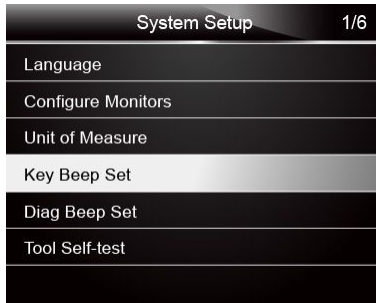 System Setup 1/6
Language
Configure Monitors
Unit of Measure
Key Beep Set
Diag Beep Set
Tool Self-test